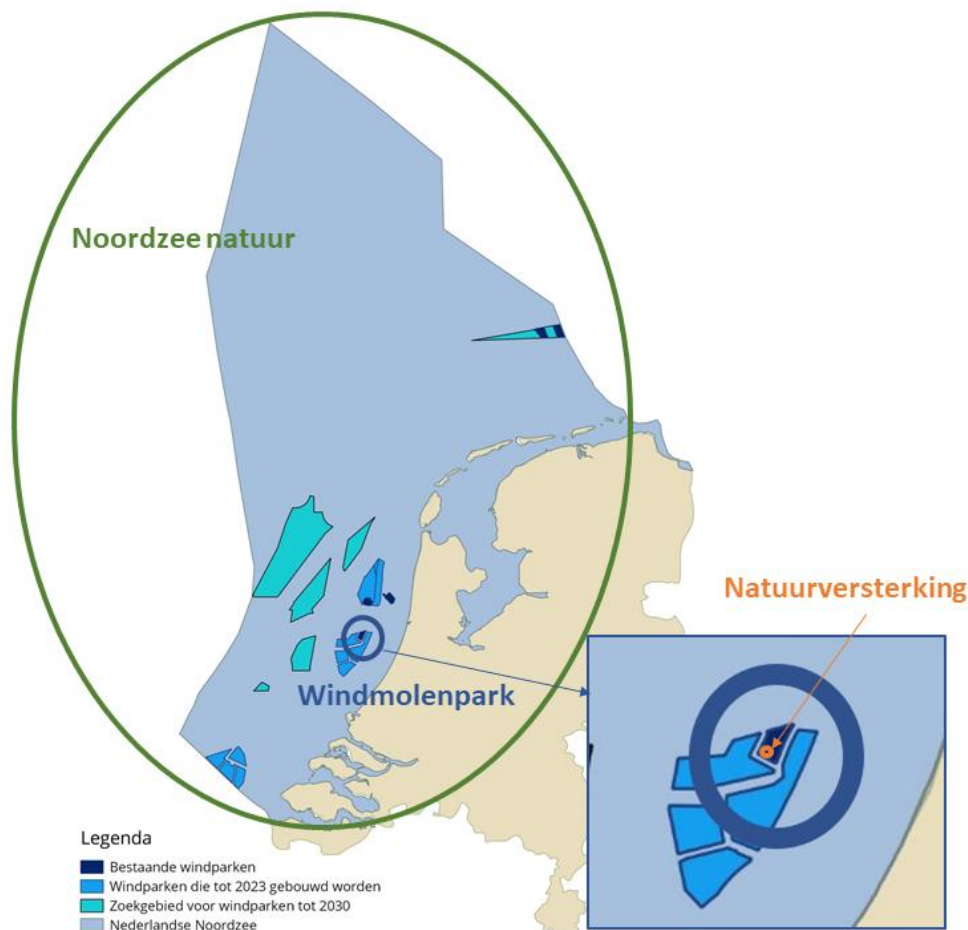 Noordzee natuur
Natuurversterking
Windmolenpark
Legenda
Bestaande windparken
Windparken die tot 2023 gebouwd worden
Zoekgebied voor windparken tot 2030
Nederlandse Noordzee